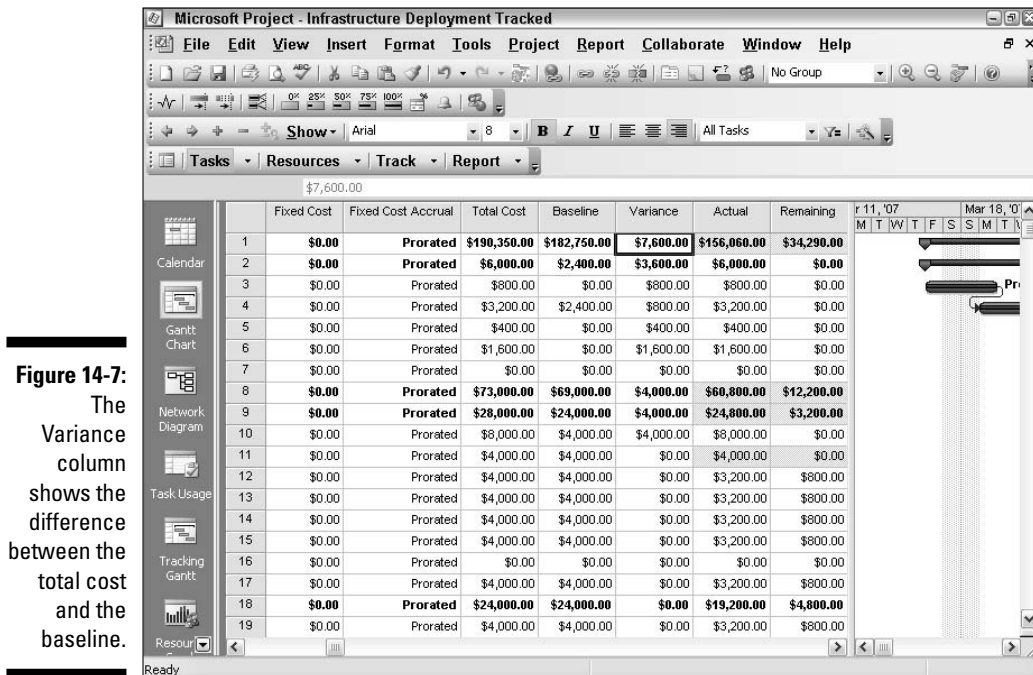 Microsoft Project - Infrastructure Deployment Tracked
File Edit View Insert Format Tools Project Report Collaborate Window Help
No Group
0% 25% 50% 75% 100%
Show Arial 8 B I U All Tasks
Tasks Resources Track Report
$7,600.00
Fixed Cost Fixed Cost Accrual Total Cost Baseline Variance Actual Remaining
r 11, '07 Mar 18, '0
M T W T F S S M T
1 $0.00 Prorated $190,350.00 $182,750.00 $7,600.00 $156,060.00 $34,290.00
2 $0.00 Prorated $6,000.00 $2,400.00 $3,600.00 $6,000.00 $0.00
3 $0.00 Prorated $800.00 $0.00 $800.00 $800.00 $0.00 Pr
4 $0.00 Prorated $3,200.00 $2,400.00 $800.00 $3,200.00 $0.00
5 $0.00 Prorated $400.00 $0.00 $400.00 $400.00 $0.00
6 $0.00 Prorated $1,600.00 $0.00 $1,600.00 $1,600.00 $0.00
7 $0.00 Prorated $0.00 $0.00 $0.00 $0.00 $0.00
8 $0.00 Prorated $73,000.00 $69,000.00 $4,000.00 $60,800.00 $12,200.00
9 $0.00 Prorated $28,000.00 $24,000.00 $4,000.00 $24,800.00 $3,200.00
10 $0.00 Prorated $8,000.00 $4,000.00 $4,000.00 $8,000.00 $0.00
11 $0.00 Prorated $4,000.00 $4,000.00 $0.00 $4,000.00 $0.00
12 $0.00 Prorated $4,000.00 $4,000.00 $0.00 $3,200.00 $800.00
13 $0.00 Prorated $4,000.00 $4,000.00 $0.00 $3,200.00 $800.00
14 $0.00 Prorated $4,000.00 $4,000.00 $0.00 $3,200.00 $800.00
15 $0.00 Prorated $4,000.00 $4,000.00 $0.00 $3,200.00 $800.00
16 $0.00 Prorated $0.00 $0.00 $0.00 $0.00 $0.00
17 $0.00 Prorated $4,000.00 $4,000.00 $0.00 $3,200.00 $800.00
18 $0.00 Prorated $24,000.00 $24,000.00 $0.00 $19,200.00 $4,800.00
19 $0.00 Prorated $4,000.00 $4,000.00 $0.00 $3,200.00 $800.00
Calendar
Gantt
Chart
Network
Diagram
Task Usage
Tracking
Gantt
Resour
Ready
Figure 14-7:
The
Variance
column
shows the
difference
between the
total cost
and the
baseline.